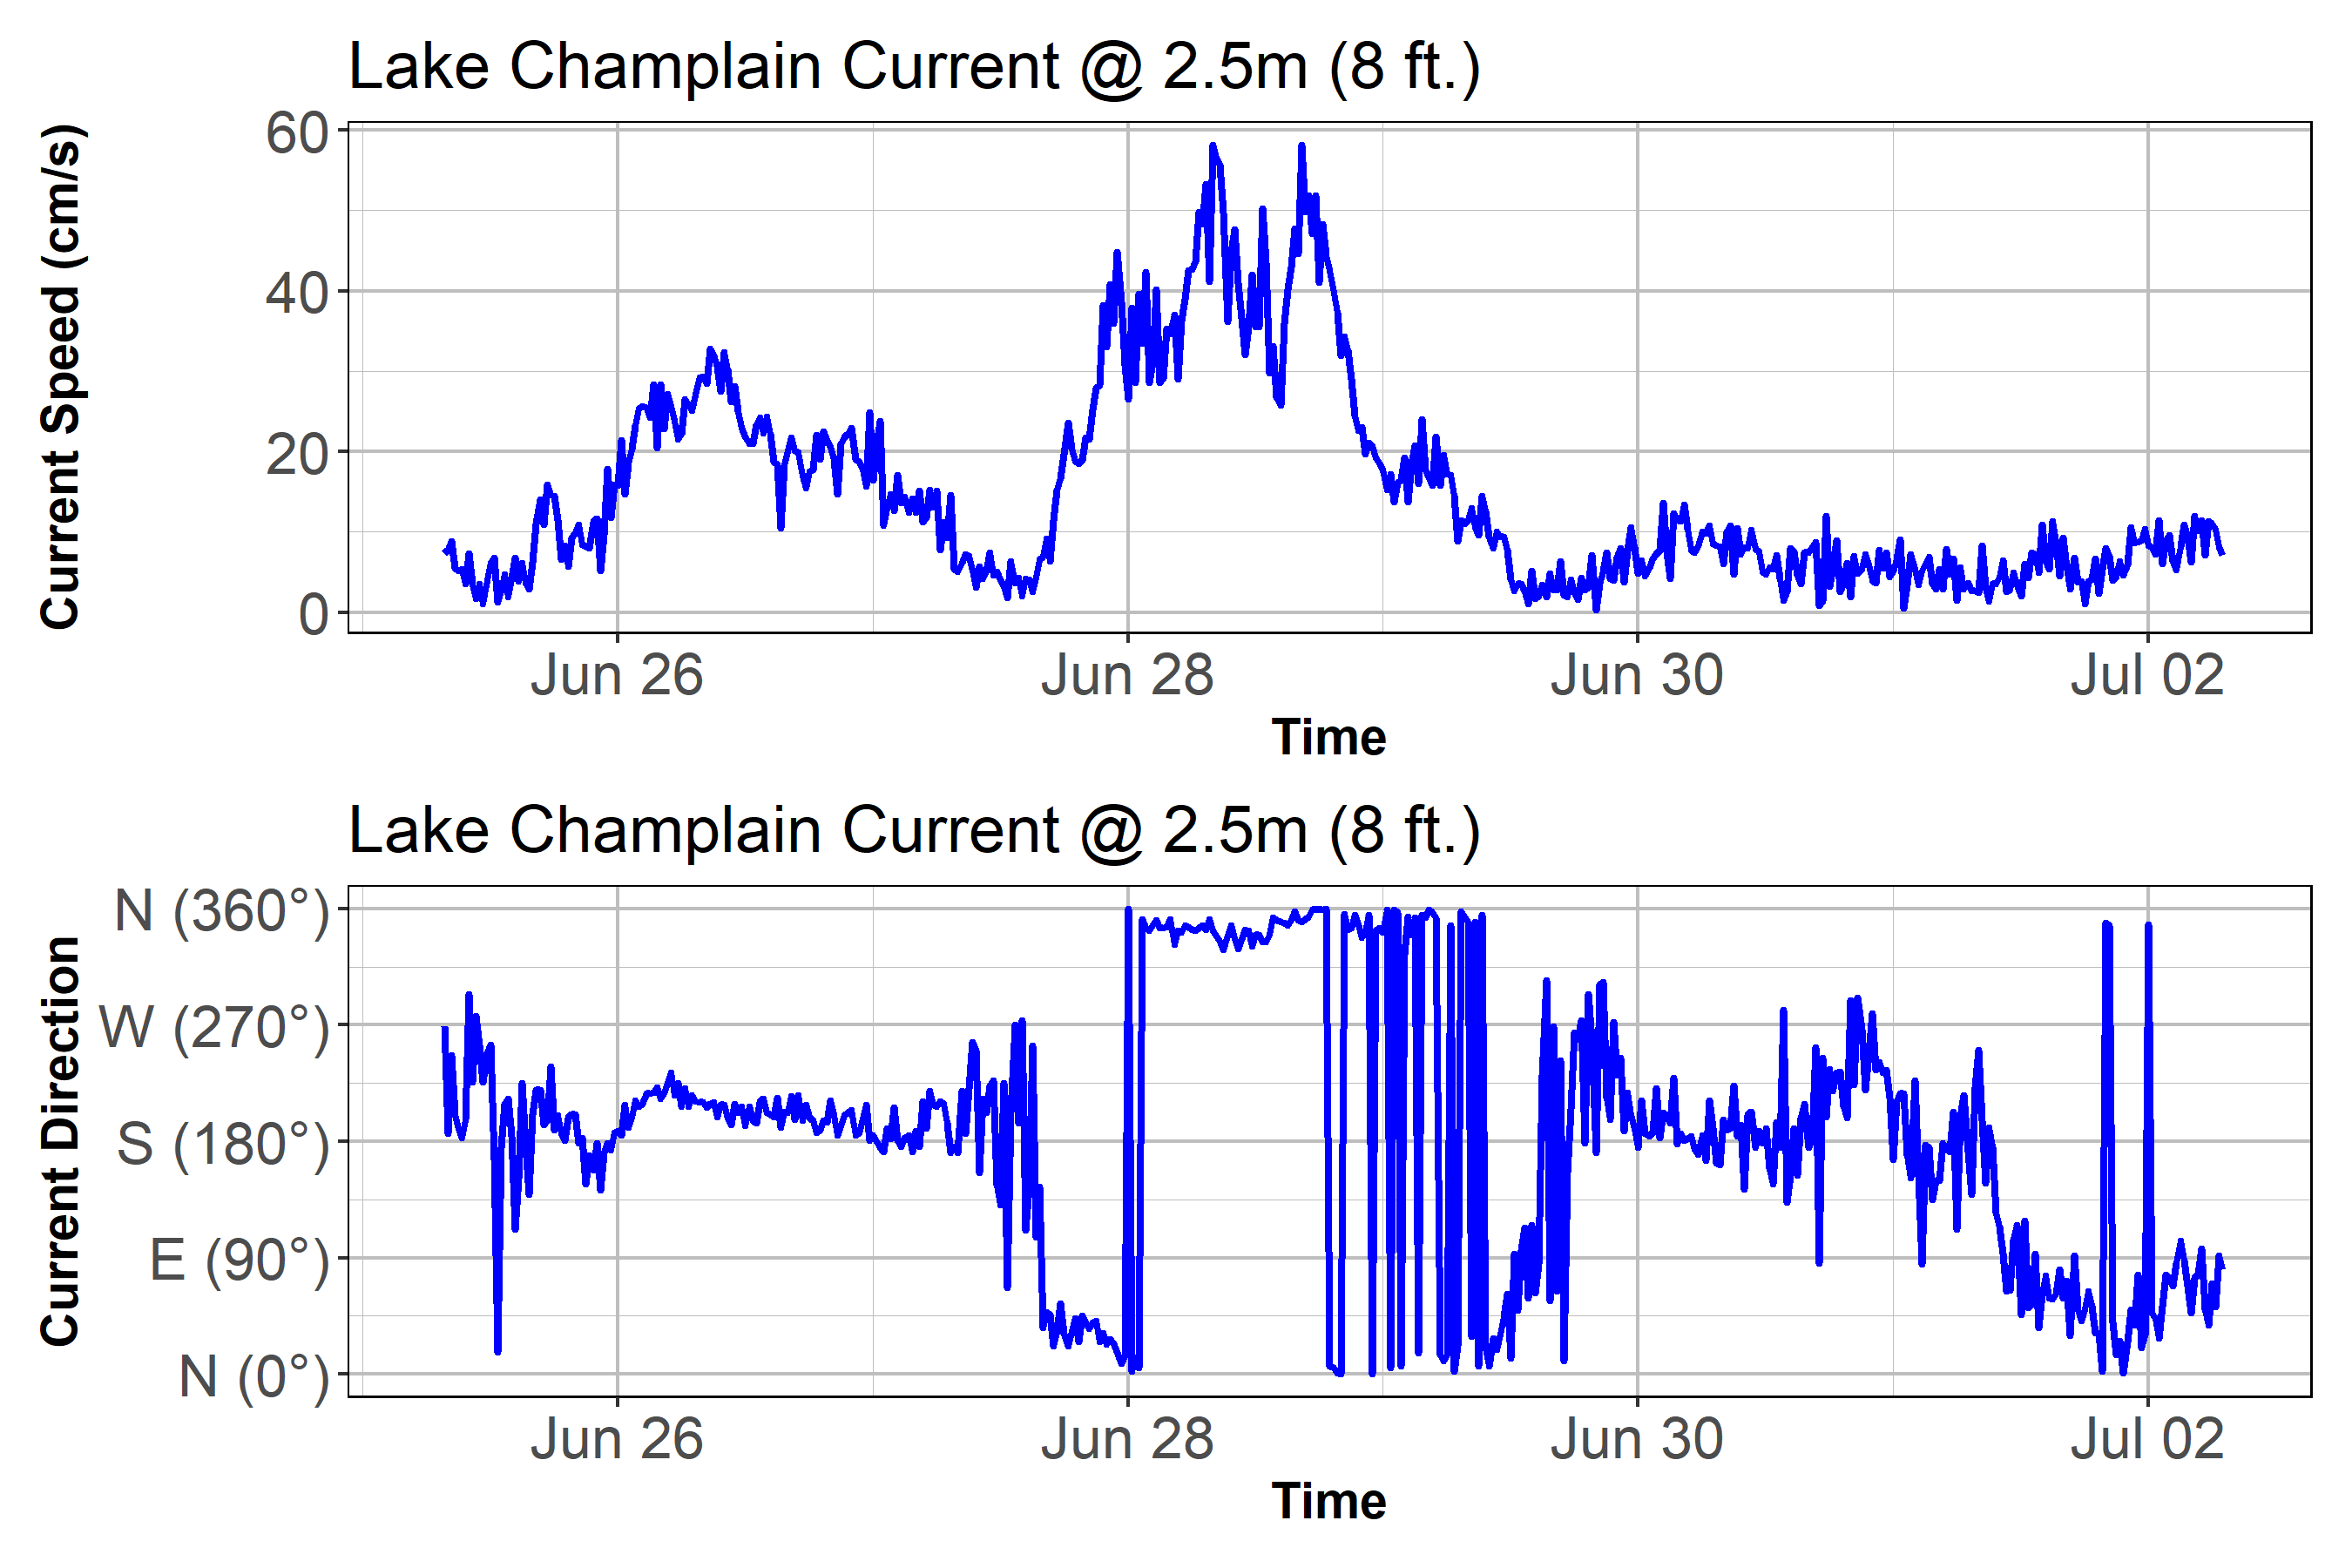 Lake Champlain Current @ 2.5m (8 ft.)
Current Speed (cm/s)
60
40
20
0
Jun 26 Jun 28 Jun 30 Jul 02
Time
Lake Champlain Current @ 2.5m (8 ft.)
Current Direction
N (360°)
W (270°)
S (180°)
E (90°)
N (0°)
Jun 26 Jun 28 Jun 30 Jul 02
Time